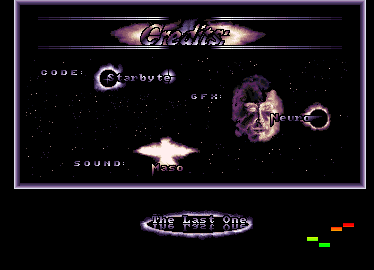 Credits:
CODE: Starbyte
GFX: Neuro
SOUND: Maso
The Last One